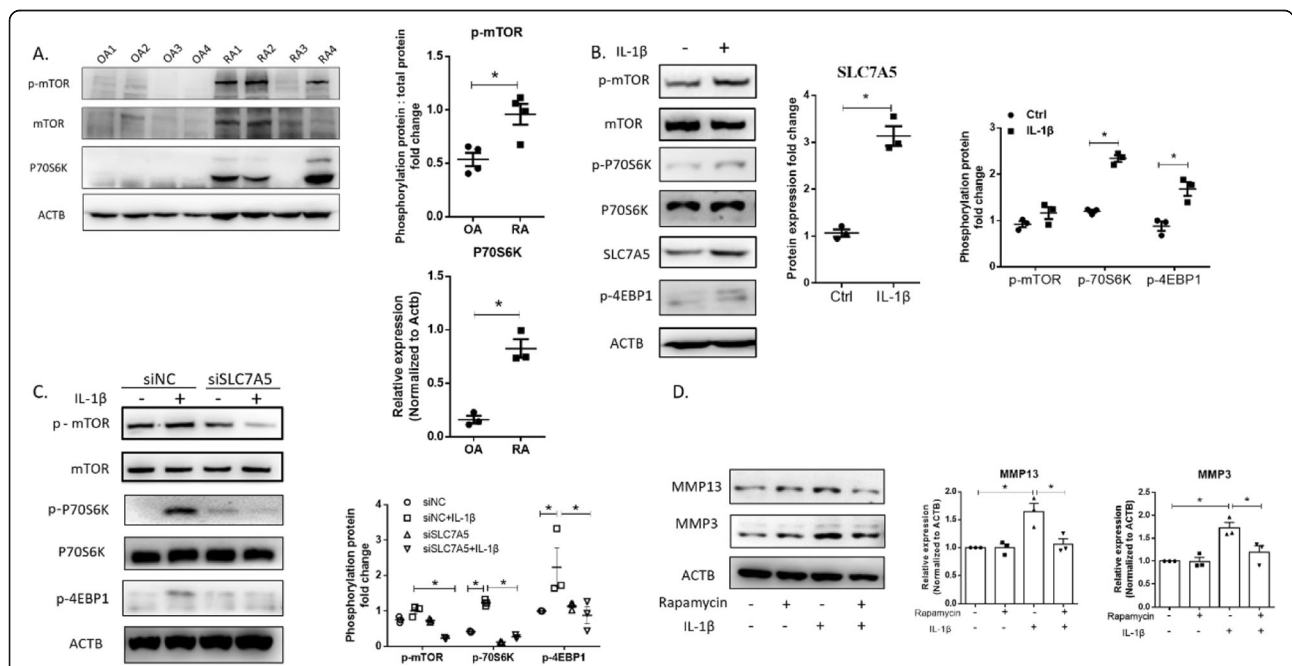 A.
OA1 OA2 OA3 OA4 RA1 RA2 RA3 RA4
p-mTOR
mTOR
P70S6K
ACTB
p-mTOR
Phosphorylation protein : total protein
fold change
1.5
1.0
0.5
0.0
*
OA RA
P70S6K
Relative expression
(Normalized to Actb)
1.5
1.0
0.5
0.0
*
OA RA
B.
IL-1β - +
p-mTOR
mTOR
p-P70S6K
P70S6K
SLC7A5
p-4EBP1
ACTB
SLC7A5
Protein expression fold change
4
3
2
1
0
*
Ctrl IL-1β
Phosphorylation protein
fold change
3
2
1
0
Ctrl
IL-1β
* *
p-mTOR p-70S6K p-4EBP1
C.
siNC siSLC7A5
IL-1β - + - +
p - mTOR
mTOR
p-P70S6K
P70S6K
p-4EBP1
ACTB
Phosphorylation protein
fold change
4
3
2
1
0
siNC
siNC+IL-1β
siSLC7A5
siSLC7A5+IL-1β
* * * * *
p-mTOR p-70S6K p-4EBP1
D.
MMP13
MMP3
ACTB
Rapamycin - + - +
IL-1β - - + +
MMP13
Relative expression
(Normalized to ACTB)
2.0
1.5
1.0
0.5
0.0
* *
Rapamycin - + - +
IL-1β - - + +
MMP3
Relative expression
(Normalized to ACTB)
2.5
2.0
1.5
1.0
0.5
0.0
* *
Rapamycin - + - +
IL-1β - - + +